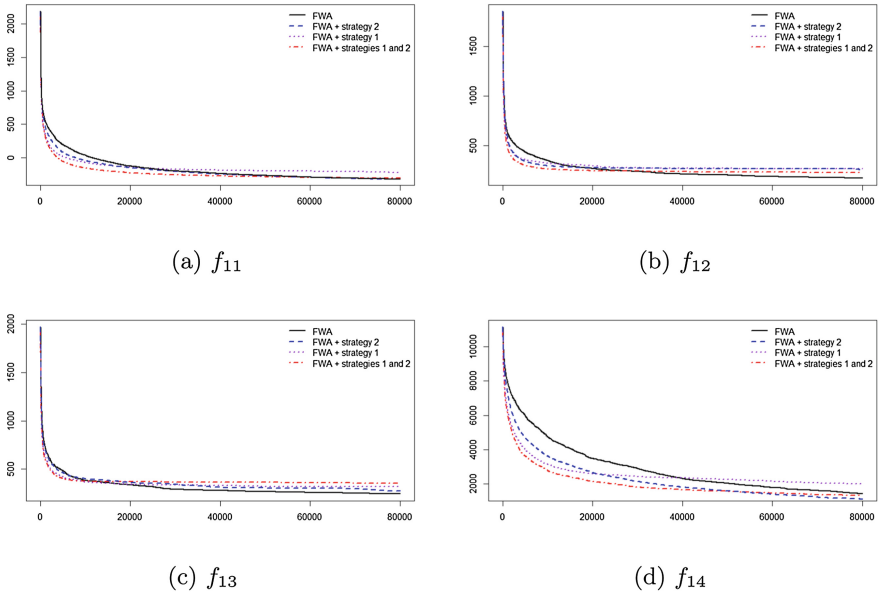 2000
1500
1000
500
0
0 20000 40000 60000 80000
FWA
FWA + strategy 2
FWA + strategy 1
FWA + strategies 1 and 2
(a) f11
1500
1000
500
0 20000 40000 60000 80000
FWA
FWA + strategy 2
FWA + strategy 1
FWA + strategies 1 and 2
(b) f12
2000
1500
1000
500
0 20000 40000 60000 80000
FWA
FWA + strategy 2
FWA + strategy 1
FWA + strategies 1 and 2
(c) f13
10000
8000
6000
4000
2000
0 20000 40000 60000 80000
FWA
FWA + strategy 2
FWA + strategy 1
FWA + strategies 1 and 2
(d) f14